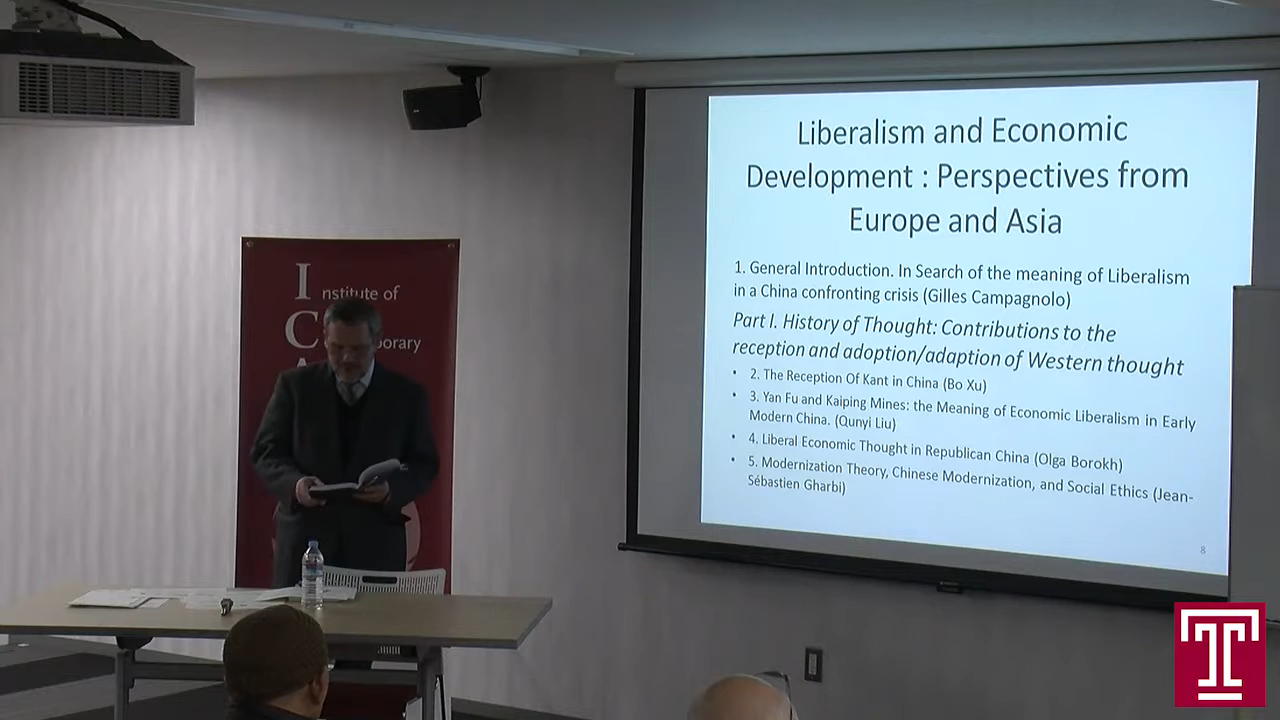 Liberalism and Economic
Development : Perspectives from
Europe and Asia
1. General Introduction. In Search of the meaning of Liberalism
in a China confronting crisis (Gilles Campagnolo)
Part I. History of Thought: Contributions to the
reception and adoption/adaption of Western thought
• 2. The Reception Of Kant in China (Bo Xu)
• 3. Yan Fu and Kaiping Mines: the Meaning of Economic Liberalism in Early
Modern China. (Qunyi Liu)
• 4. Liberal Economic Thought in Republican China (Olga Borokh)
• 5. Modernization Theory, Chinese Modernization, and Social Ethics (Jean-
Sébastien Gharbi)
8
Institute of
C porary
T